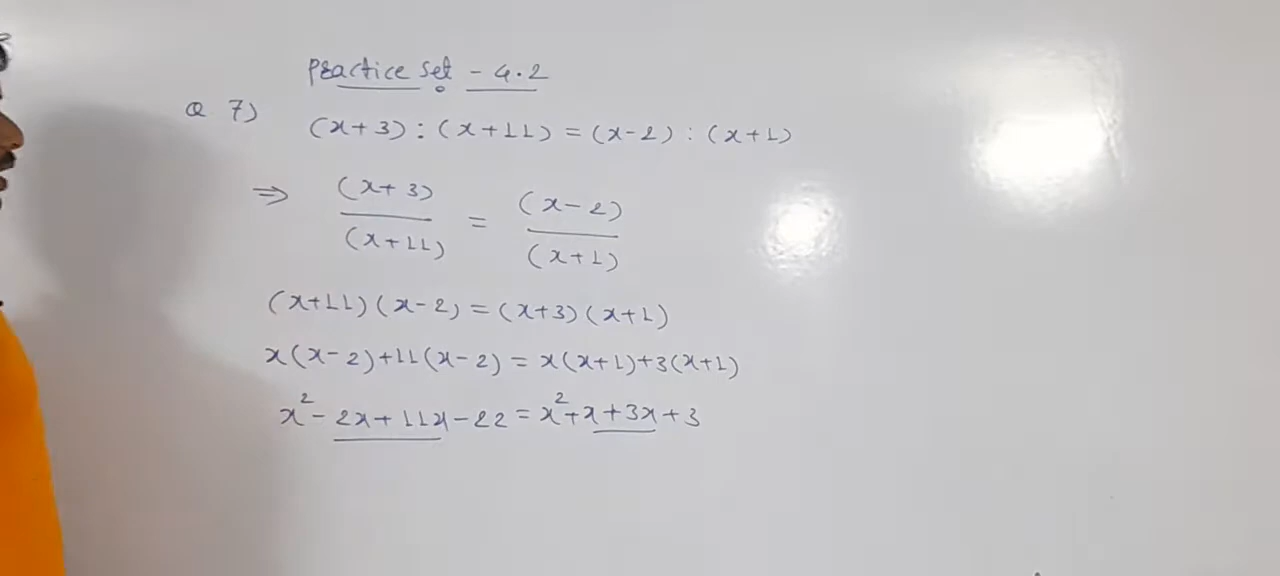 Practice set - 4.2
Q 7) (x+3) : (x+11) = (x-2) : (x+1)
⇒ (x+3)/(x+11) = (x-2)/(x+1)
(x+11)(x-2) = (x+3)(x+1)
x(x-2)+11(x-2) = x(x+1)+3(x+1)
x²-2x+11x-22 = x²+x+3x+3